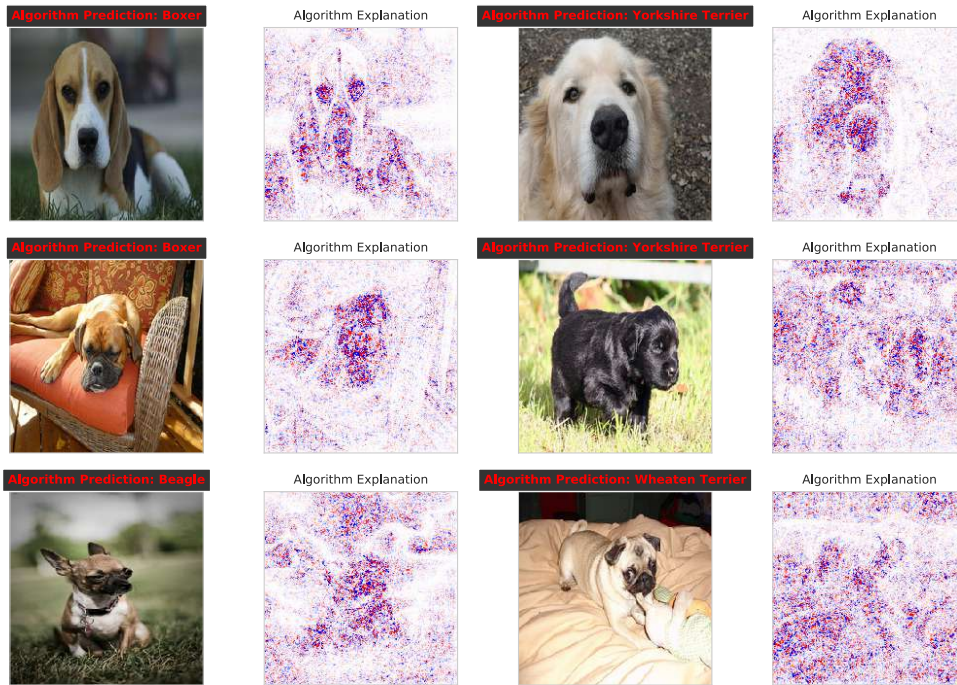 Algorithm Prediction: Boxer
Algorithm Explanation
Algorithm Prediction: Yorkshire Terrier
Algorithm Explanation
Algorithm Prediction: Boxer
Algorithm Explanation
Algorithm Prediction: Yorkshire Terrier
Algorithm Explanation
Algorithm Prediction: Beagle
Algorithm Explanation
Algorithm Prediction: Wheaten Terrier
Algorithm Explanation